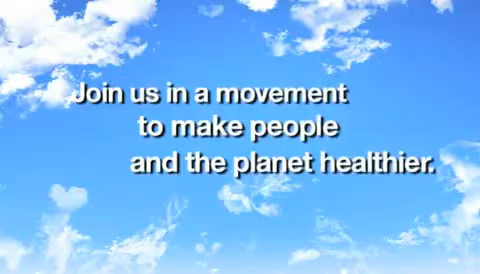 Join us in a movement
to make people
and the planet healthier.